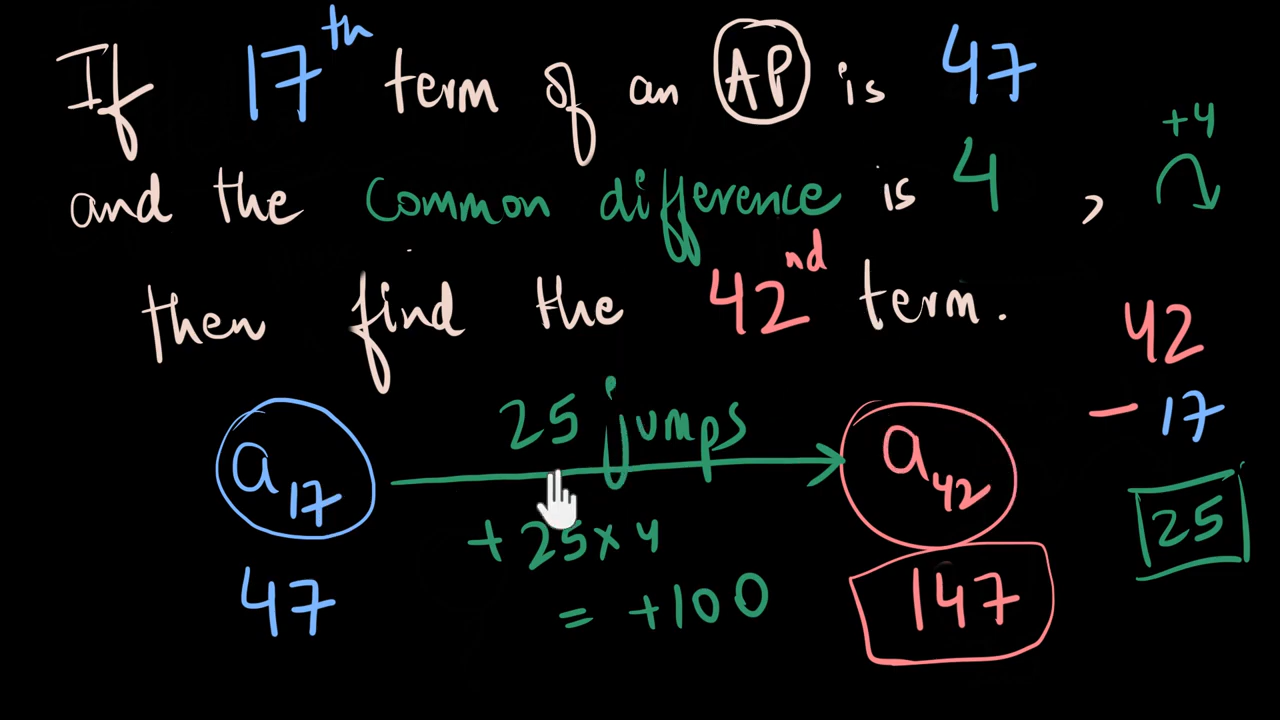 If 17th term of an AP is 47
+4
and the common difference is 4 ,
then find the 42nd term.
42
- 17
25
25 jumps
a17
a42
+ 25 x 4
= +100
47
147